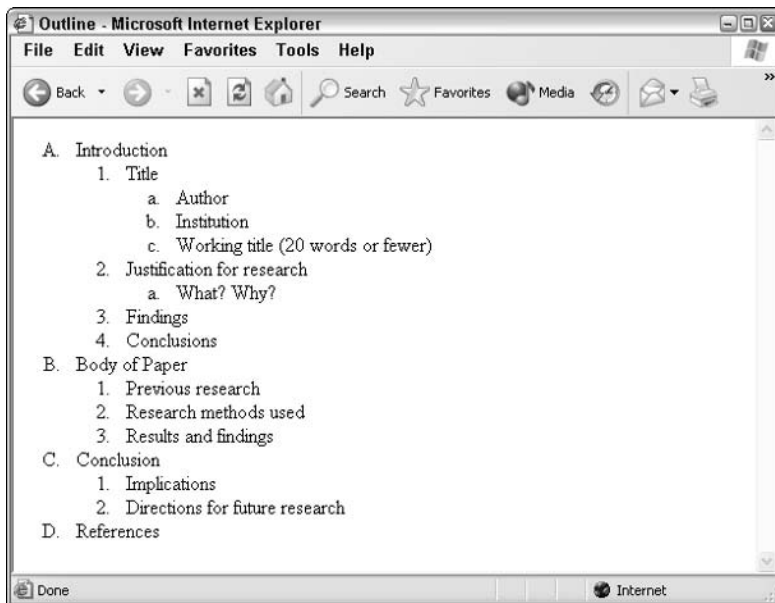 Outline - Microsoft Internet Explorer
File Edit View Favorites Tools Help
Back Search Favorites Media »
A. Introduction
1. Title
a. Author
b. Institution
c. Working title (20 words or fewer)
2. Justification for research
a. What? Why?
3. Findings
4. Conclusions
B. Body of Paper
1. Previous research
2. Research methods used
3. Results and findings
C. Conclusion
1. Implications
2. Directions for future research
D. References
Done Internet